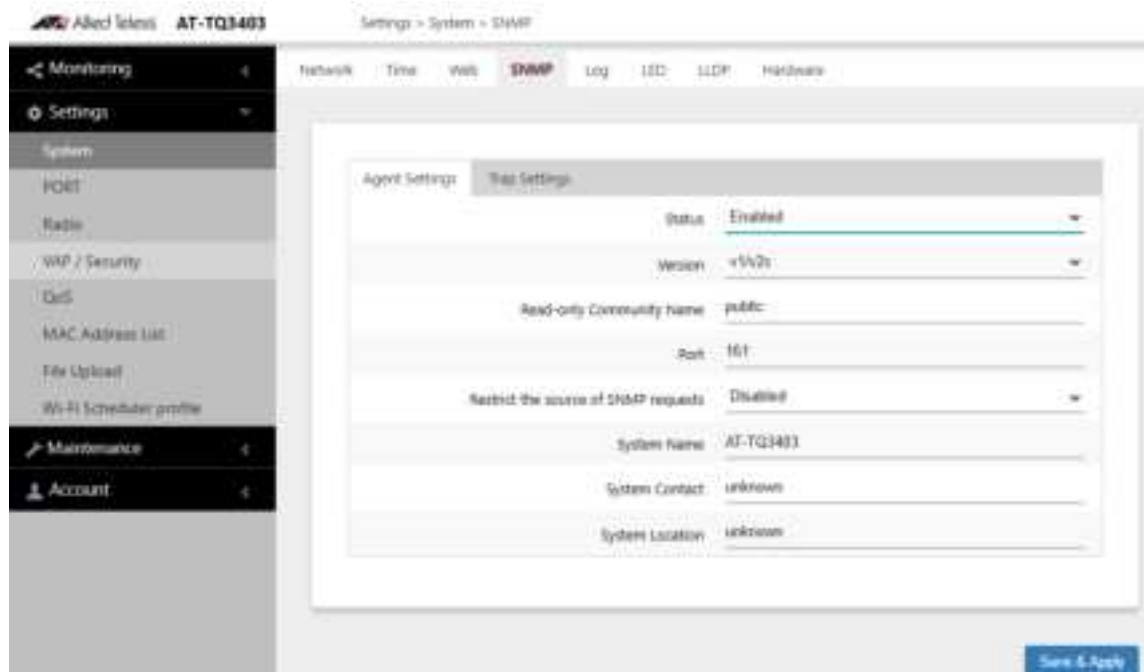 Allied Telesis AT-TQ3403
Settings > System > SNMP
Monitoring
Network Time Web SNMP Log LED LLDP Hardware
Settings
System
PORT
Radio
VAP / Security
QoS
MAC Address List
File Upload
Wi-Fi Scheduler profile
Maintenance
Account
Agent Settings Trap Settings
Status Enabled
Version v1/v2c
Read-only Community Name public
Port 161
Restrict the source of SNMP requests Disabled
System Name AT-TQ3403
System Contact unknown
System Location unknown
Save & Apply